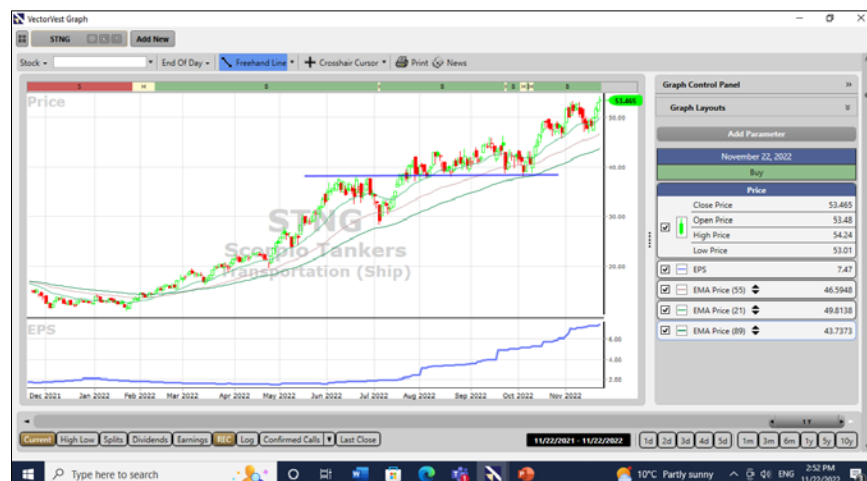 VectorVest Graph
STNG
Add New
Stock
End Of Day
Freehand Line
Crosshair Cursor
Print
News
S H B B B H H B
Price
53.465
50.00
40.00
30.00
20.00
STNG
Scorpio Tankers
Transportation (Ship)
EPS
6.00
4.00
2.00
Dec 2021 Jan 2022 Feb 2022 Mar 2022 Apr 2022 May 2022 Jun 2022 Jul 2022 Aug 2022 Sep 2022 Oct 2022 Nov 2022
Graph Control Panel
Graph Layouts
Add Parameter
November 22, 2022
Buy
Price
Close Price 53.465
Open Price 53.48
High Price 54.24
Low Price 53.01
EPS 7.47
EMA Price (55) 46.5948
EMA Price (21) 49.8138
EMA Price (89) 43.7373
1 Y
Current High Low Splits Dividends Earnings REC Log Confirmed Calls Last Close
11/22/2021 - 11/22/2022
1d 2d 3d 4d 5d 1m 3m 6m 1y 5y 10y
Type here to search
10°C Partly sunny
ENG
2:52 PM
11/22/2022